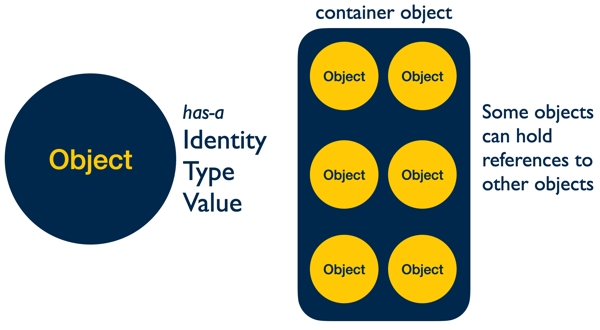 Object
has-a
Identity
Type
Value
container object
Object Object
Object Object
Object Object
Some objects
can hold
references to
other objects